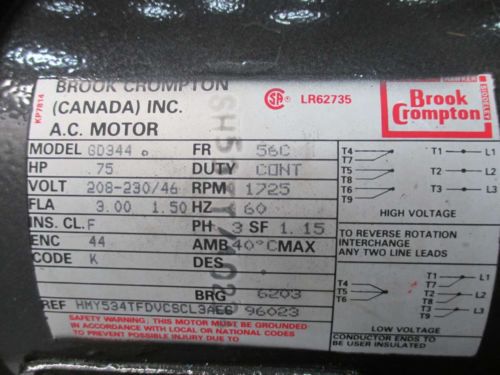 KP7814
BROOK CROMPTON
(CANADA) INC.
A.C. MOTOR
LR62735
HAWKER
Brook
Crompton
MODEL GD344 FR 56C
HP .75 DUTY CONT
VOLT 208-230/46 RPM 1725
FLA 3.00 1.50 HZ 60
INS. CL. F PH 3 SF 1.15
ENC 44 AMB 40°C MAX
CODE K DES
BRG 6203
REF HMY534TFDVCSCL3AEG 96023
SAFETY WARNING; THIS MOTOR MUST BE GROUNDED
IN ACCORDANCE WITH LOCAL OR NATIONAL CODES
TO PREVENT POSSIBLE INJURY DUE TO
T4 T1 L1
T7
T5 T2 L2
T8
T6 T3 L3
T9
HIGH VOLTAGE
TO REVERSE ROTATION
INTERCHANGE
ANY TWO LINE LEADS
T1 L1
T7
T4 T2 L2
T5 T8
T6 T3 L3
T9
LOW VOLTAGE
CONDUCTOR ENDS TO
BE USER INSULATED